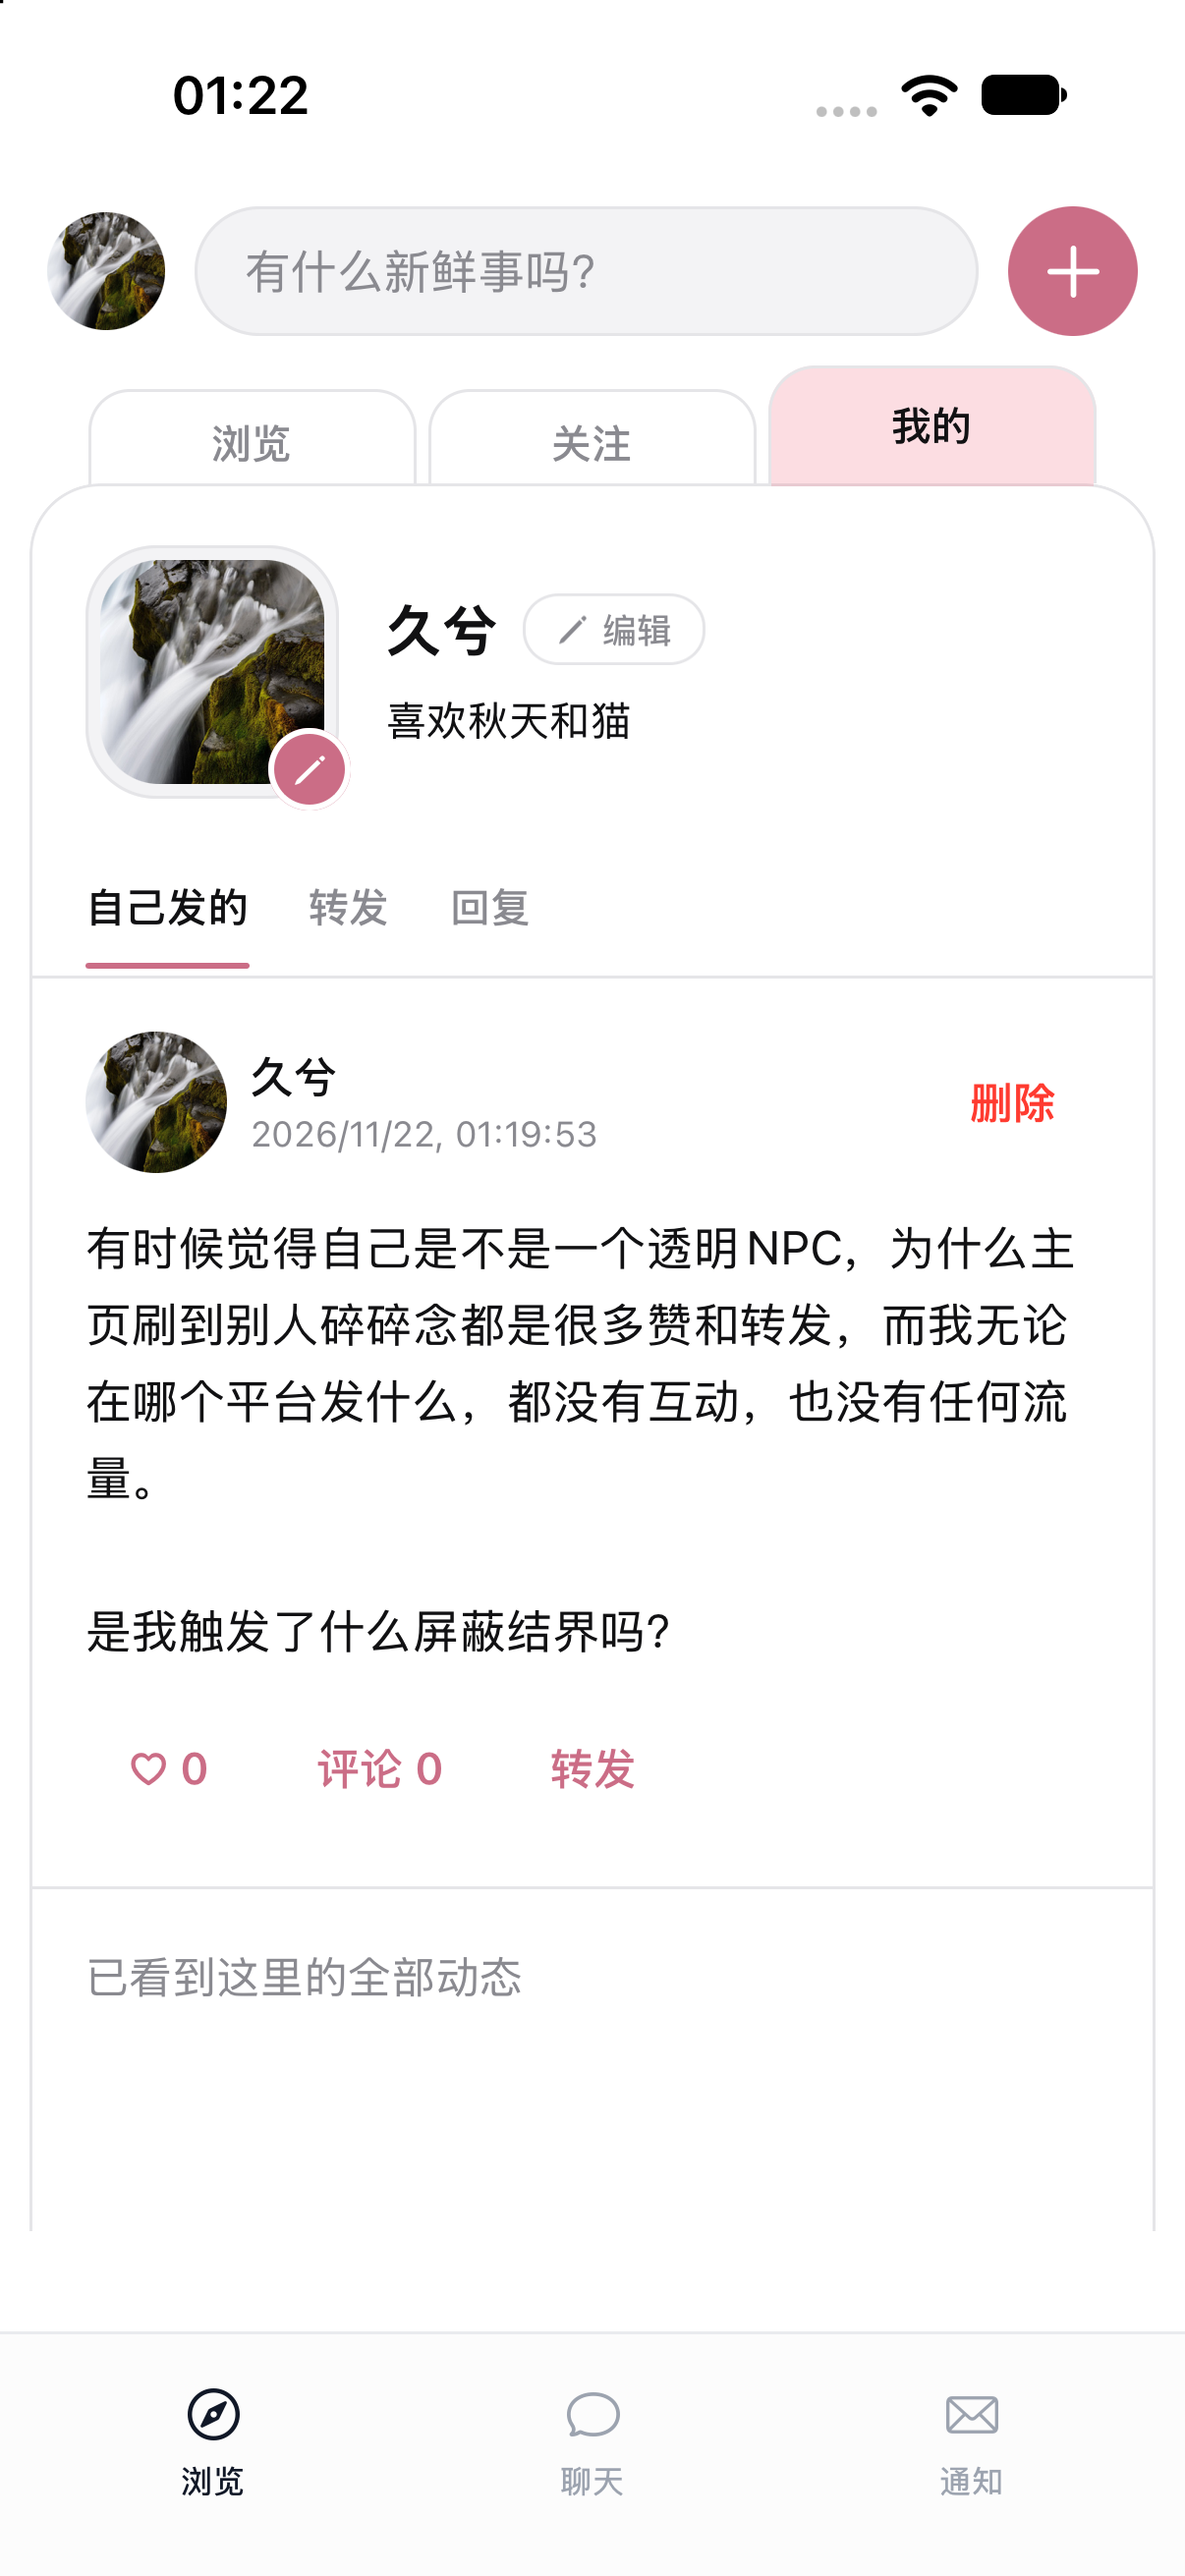 01:22
有什么新鲜事吗?
浏览
关注
我的
久兮
编辑
喜欢秋天和猫
自己发的
转发
回复
久兮
2026/11/22, 01:19:53
删除
有时候觉得自己是不是一个透明NPC，为什么主
页刷到别人碎碎念都是很多赞和转发，而我无论
在哪个平台发什么，都没有互动，也没有任何流
量。
是我触发了什么屏蔽结界吗?
0
评论 0
转发
已看到这里的全部动态
浏览
聊天
通知